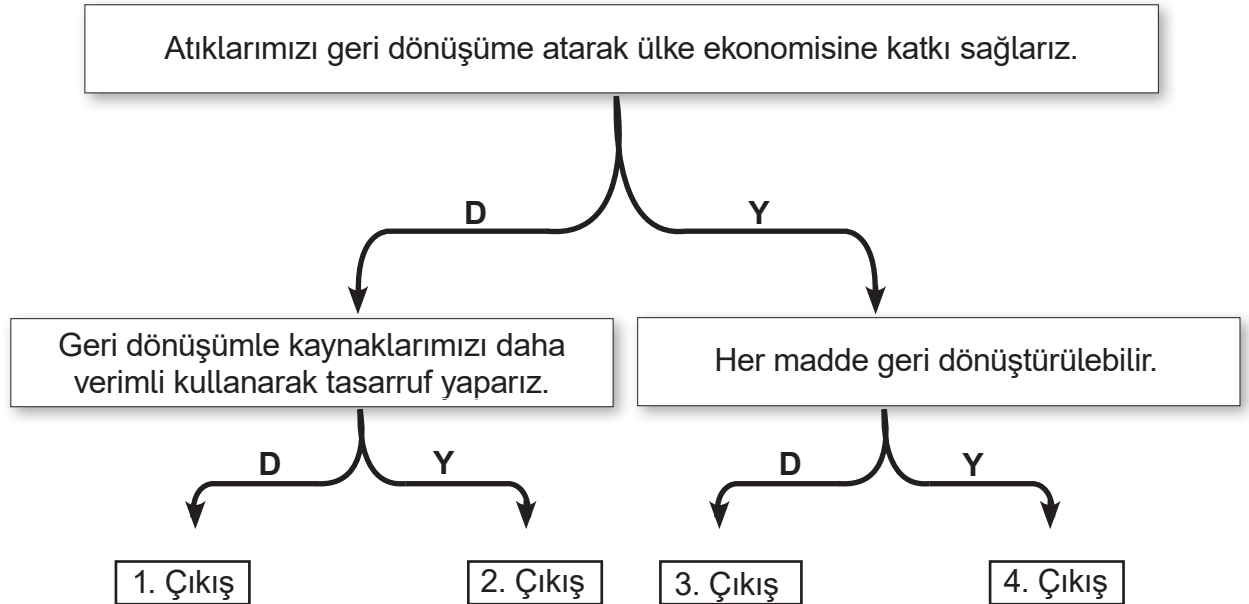 Atıklarımızı geri dönüşüme atarak ülke ekonomisine katkı sağlarız.
D
Y
Geri dönüşümle kaynaklarımızı daha
verimli kullanarak tasarruf yaparız.
Her madde geri dönüştürülebilir.
D
Y
D
Y
1. Çıkış
2. Çıkış
3. Çıkış
4. Çıkış